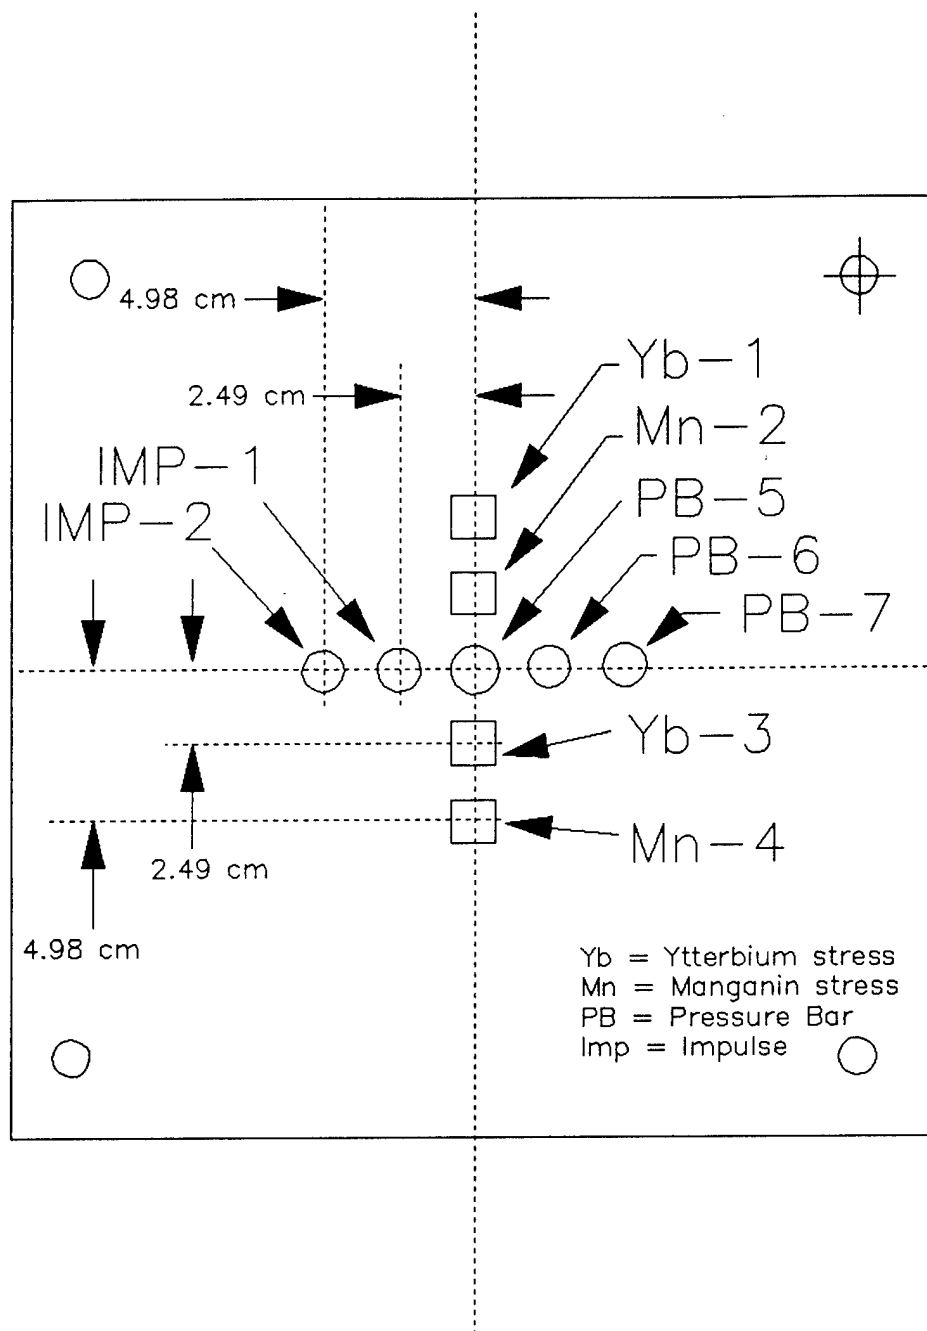 4.98 cm
Yb-1
2.49 cm
Mn-2
IMP-1
PB-5
IMP-2
PB-6
PB-7
Yb-3
Mn-4
2.49 cm
4.98 cm
Yb = Ytterbium stress
Mn = Manganin stress
PB = Pressure Bar
Imp = Impulse